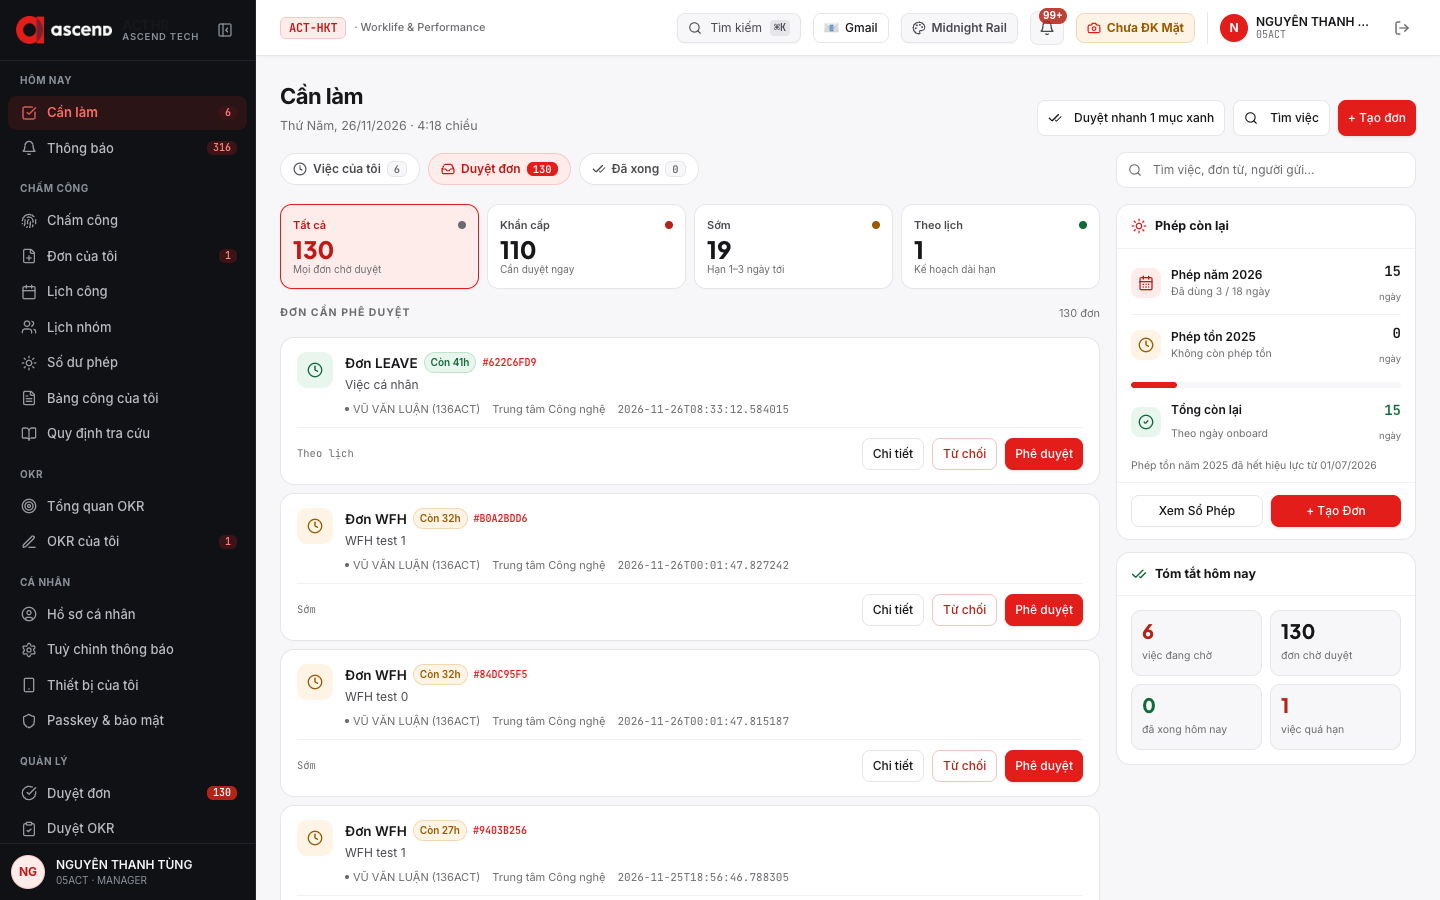 ascend
ACTHR
ASCEND TECH
HÔM NAY
Cần làm 6
Thông báo 316
CHẤM CÔNG
Chấm công
Đơn của tôi 1
Lịch công
Lịch nhóm
Số dư phép
Bảng công của tôi
Quy định tra cứu
OKR
Tổng quan OKR
OKR của tôi 1
CÁ NHÂN
Hồ sơ cá nhân
Tuỳ chỉnh thông báo
Thiết bị của tôi
Passkey & bảo mật
QUẢN LÝ
Duyệt đơn 130
Duyệt OKR
NG
NGUYỄN THANH TÙNG
05ACT · MANAGER
ACT-HKT · Worklife & Performance
Tìm kiếm ⌘K
Gmail
Midnight Rail
99+
Chưa ĐK Mặt
N
NGUYỄN THANH ...
05ACT
Cần làm
Thứ Năm, 26/11/2026 · 4:18 chiều
Duyệt nhanh 1 mục xanh
Tìm việc
+ Tạo đơn
Việc của tôi 6
Duyệt đơn 130
Đã xong 0
Tìm việc, đơn từ, người gửi...
Tất cả
130
Mọi đơn chờ duyệt
Khẩn cấp
110
Cần duyệt ngay
Sớm
19
Hạn 1–3 ngày tới
Theo lịch
1
Kế hoạch dài hạn
ĐƠN CẦN PHÊ DUYỆT
130 đơn
Đơn LEAVE Còn 41h #622C6FD9
Việc cá nhân
• VŨ VĂN LUẬN (136ACT) Trung tâm Công nghệ 2026-11-26T08:33:12.584015
Theo lịch
Chi tiết
Từ chối
Phê duyệt
Đơn WFH Còn 32h #B0A2BDD6
WFH test 1
• VŨ VĂN LUẬN (136ACT) Trung tâm Công nghệ 2026-11-26T00:01:47.827242
Sớm
Chi tiết
Từ chối
Phê duyệt
Đơn WFH Còn 32h #84DC95F5
WFH test 0
• VŨ VĂN LUẬN (136ACT) Trung tâm Công nghệ 2026-11-26T00:01:47.815187
Sớm
Chi tiết
Từ chối
Phê duyệt
Đơn WFH Còn 27h #9403B256
WFH test 1
• VŨ VĂN LUẬN (136ACT) Trung tâm Công nghệ 2026-11-25T18:56:46.788305
Phép còn lại
Phép năm 2026
Đã dùng 3 / 18 ngày
15
ngày
Phép tồn 2025
Không còn phép tồn
0
ngày
Tổng còn lại
Theo ngày onboard
15
ngày
Phép tồn năm 2025 đã hết hiệu lực từ 01/07/2026
Xem Sổ Phép
+ Tạo Đơn
Tóm tắt hôm nay
6
việc đang chờ
130
đơn chờ duyệt
0
đã xong hôm nay
1
việc quá hạn